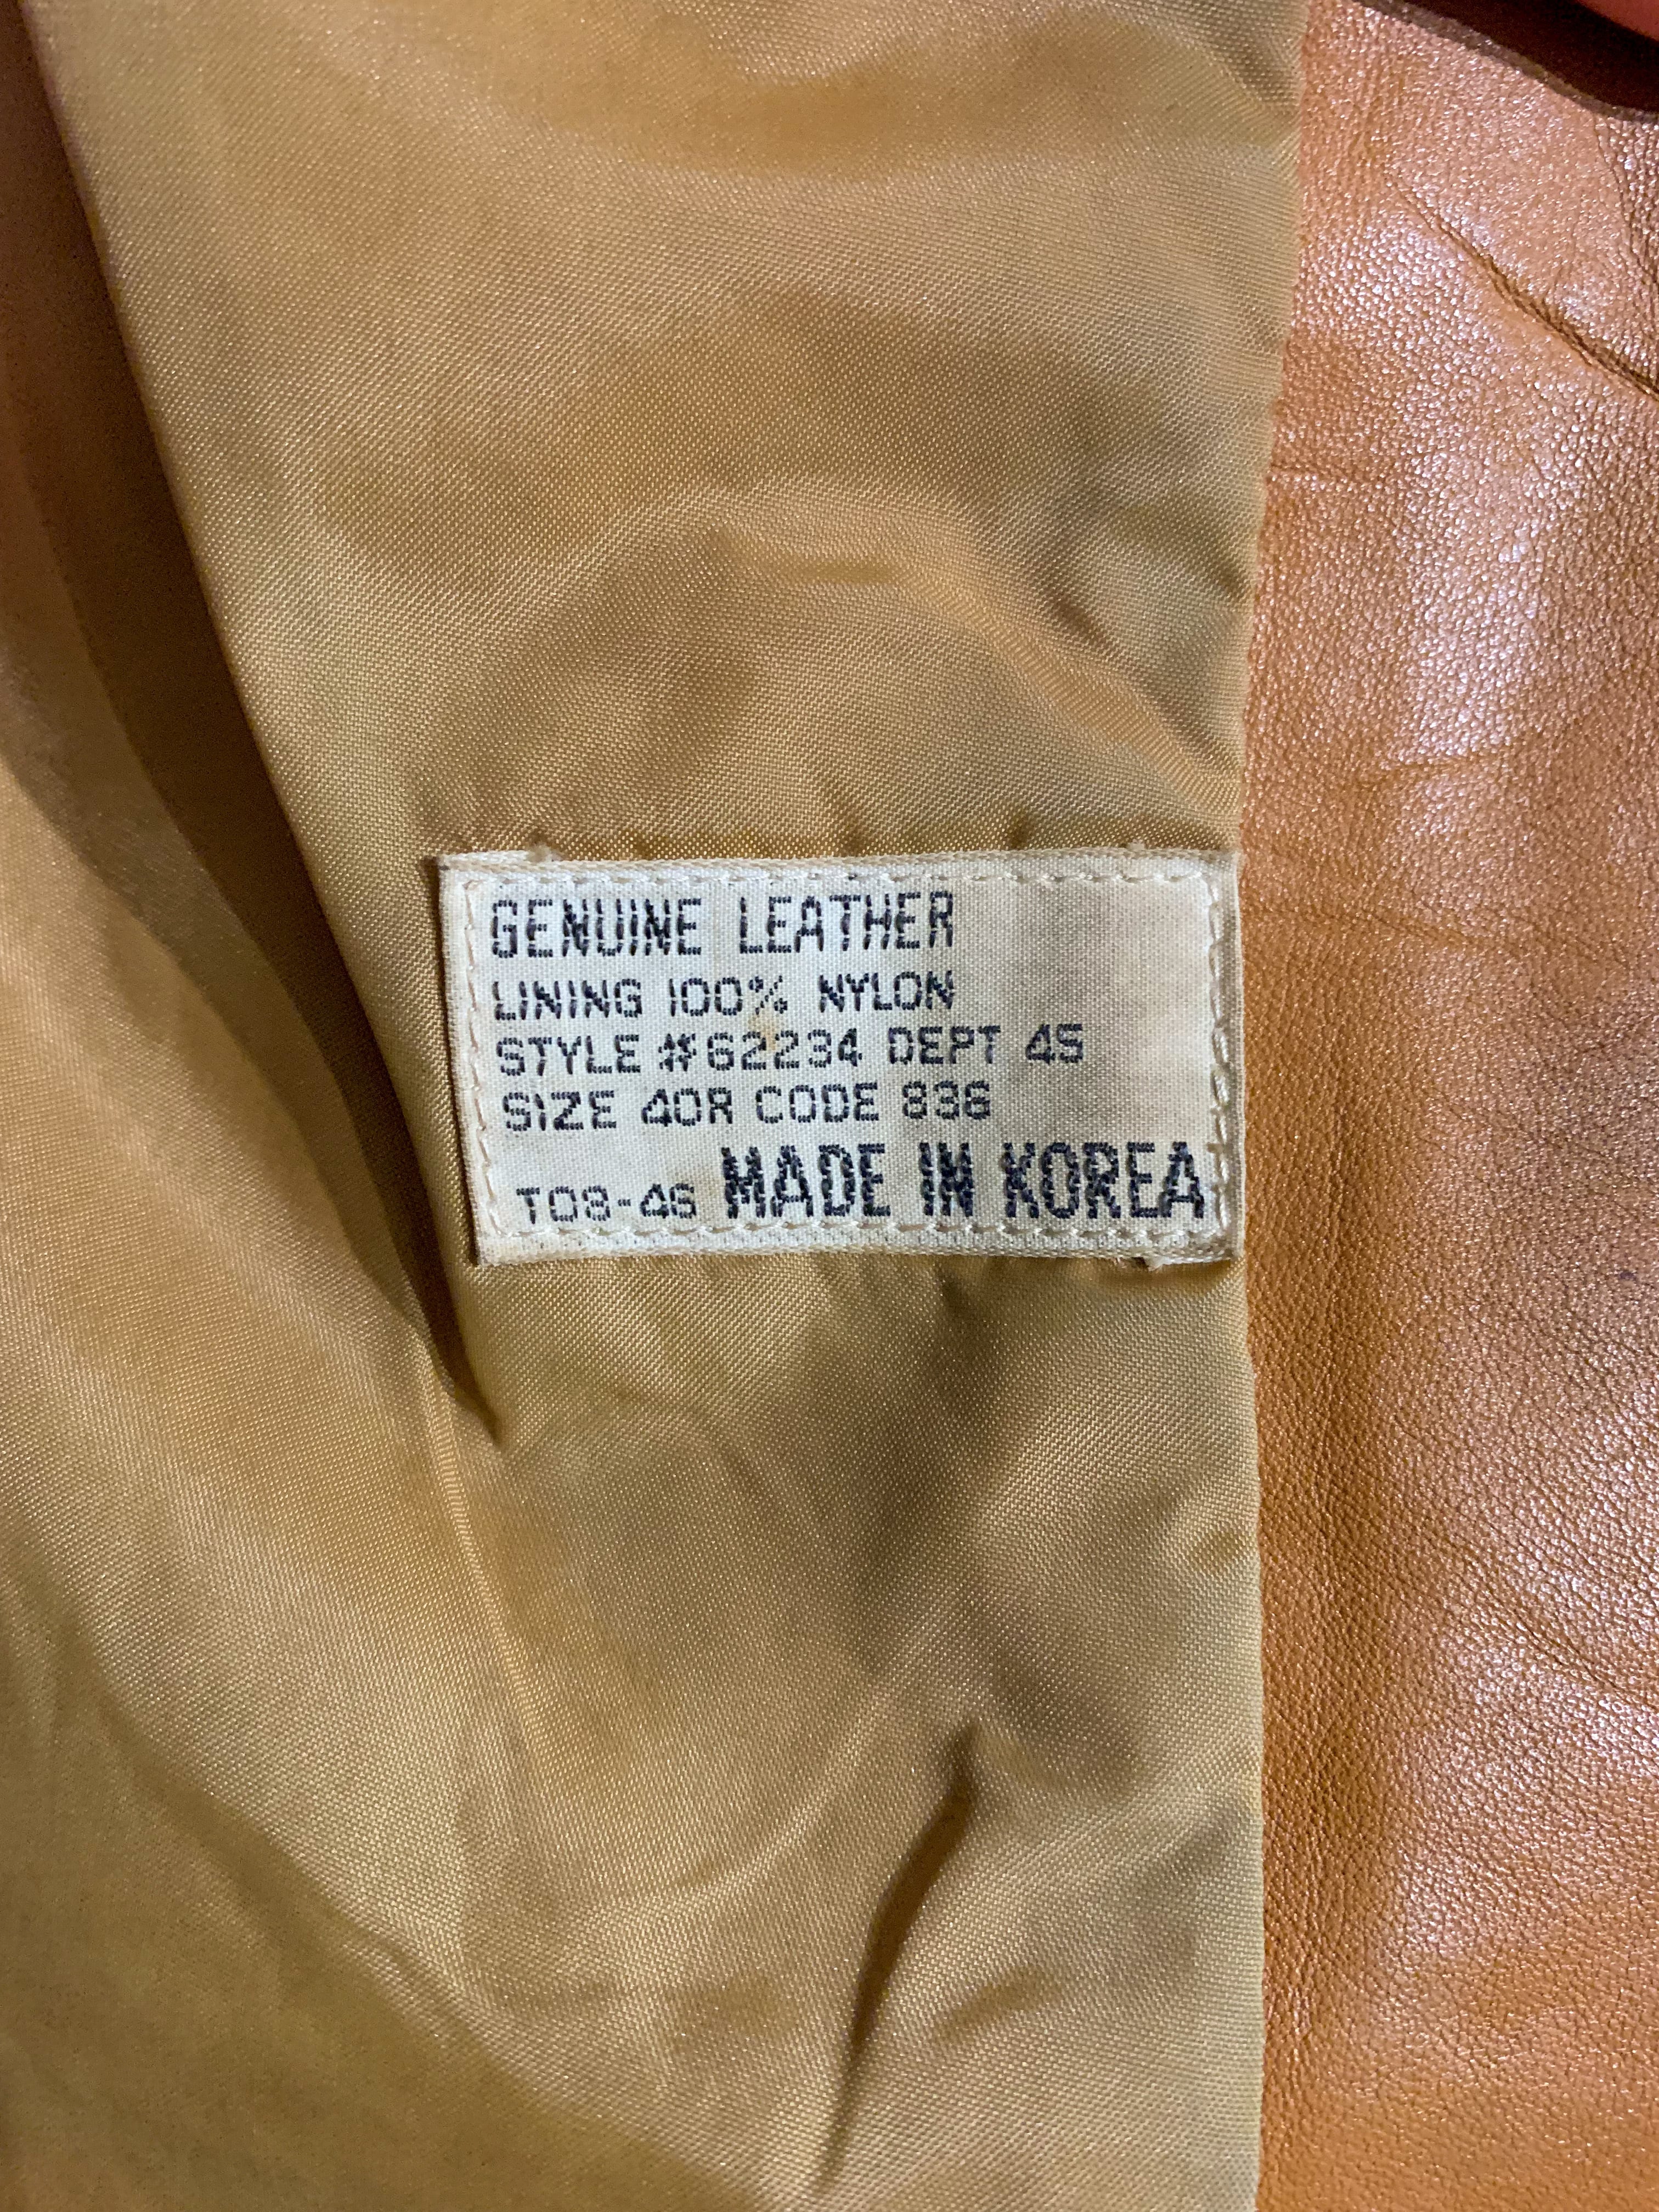 GENUINE LEATHER
LINING 100% NYLON
STYLE #62234 DEPT 45
SIZE 40R CODE 836
T08-46 MADE IN KOREA